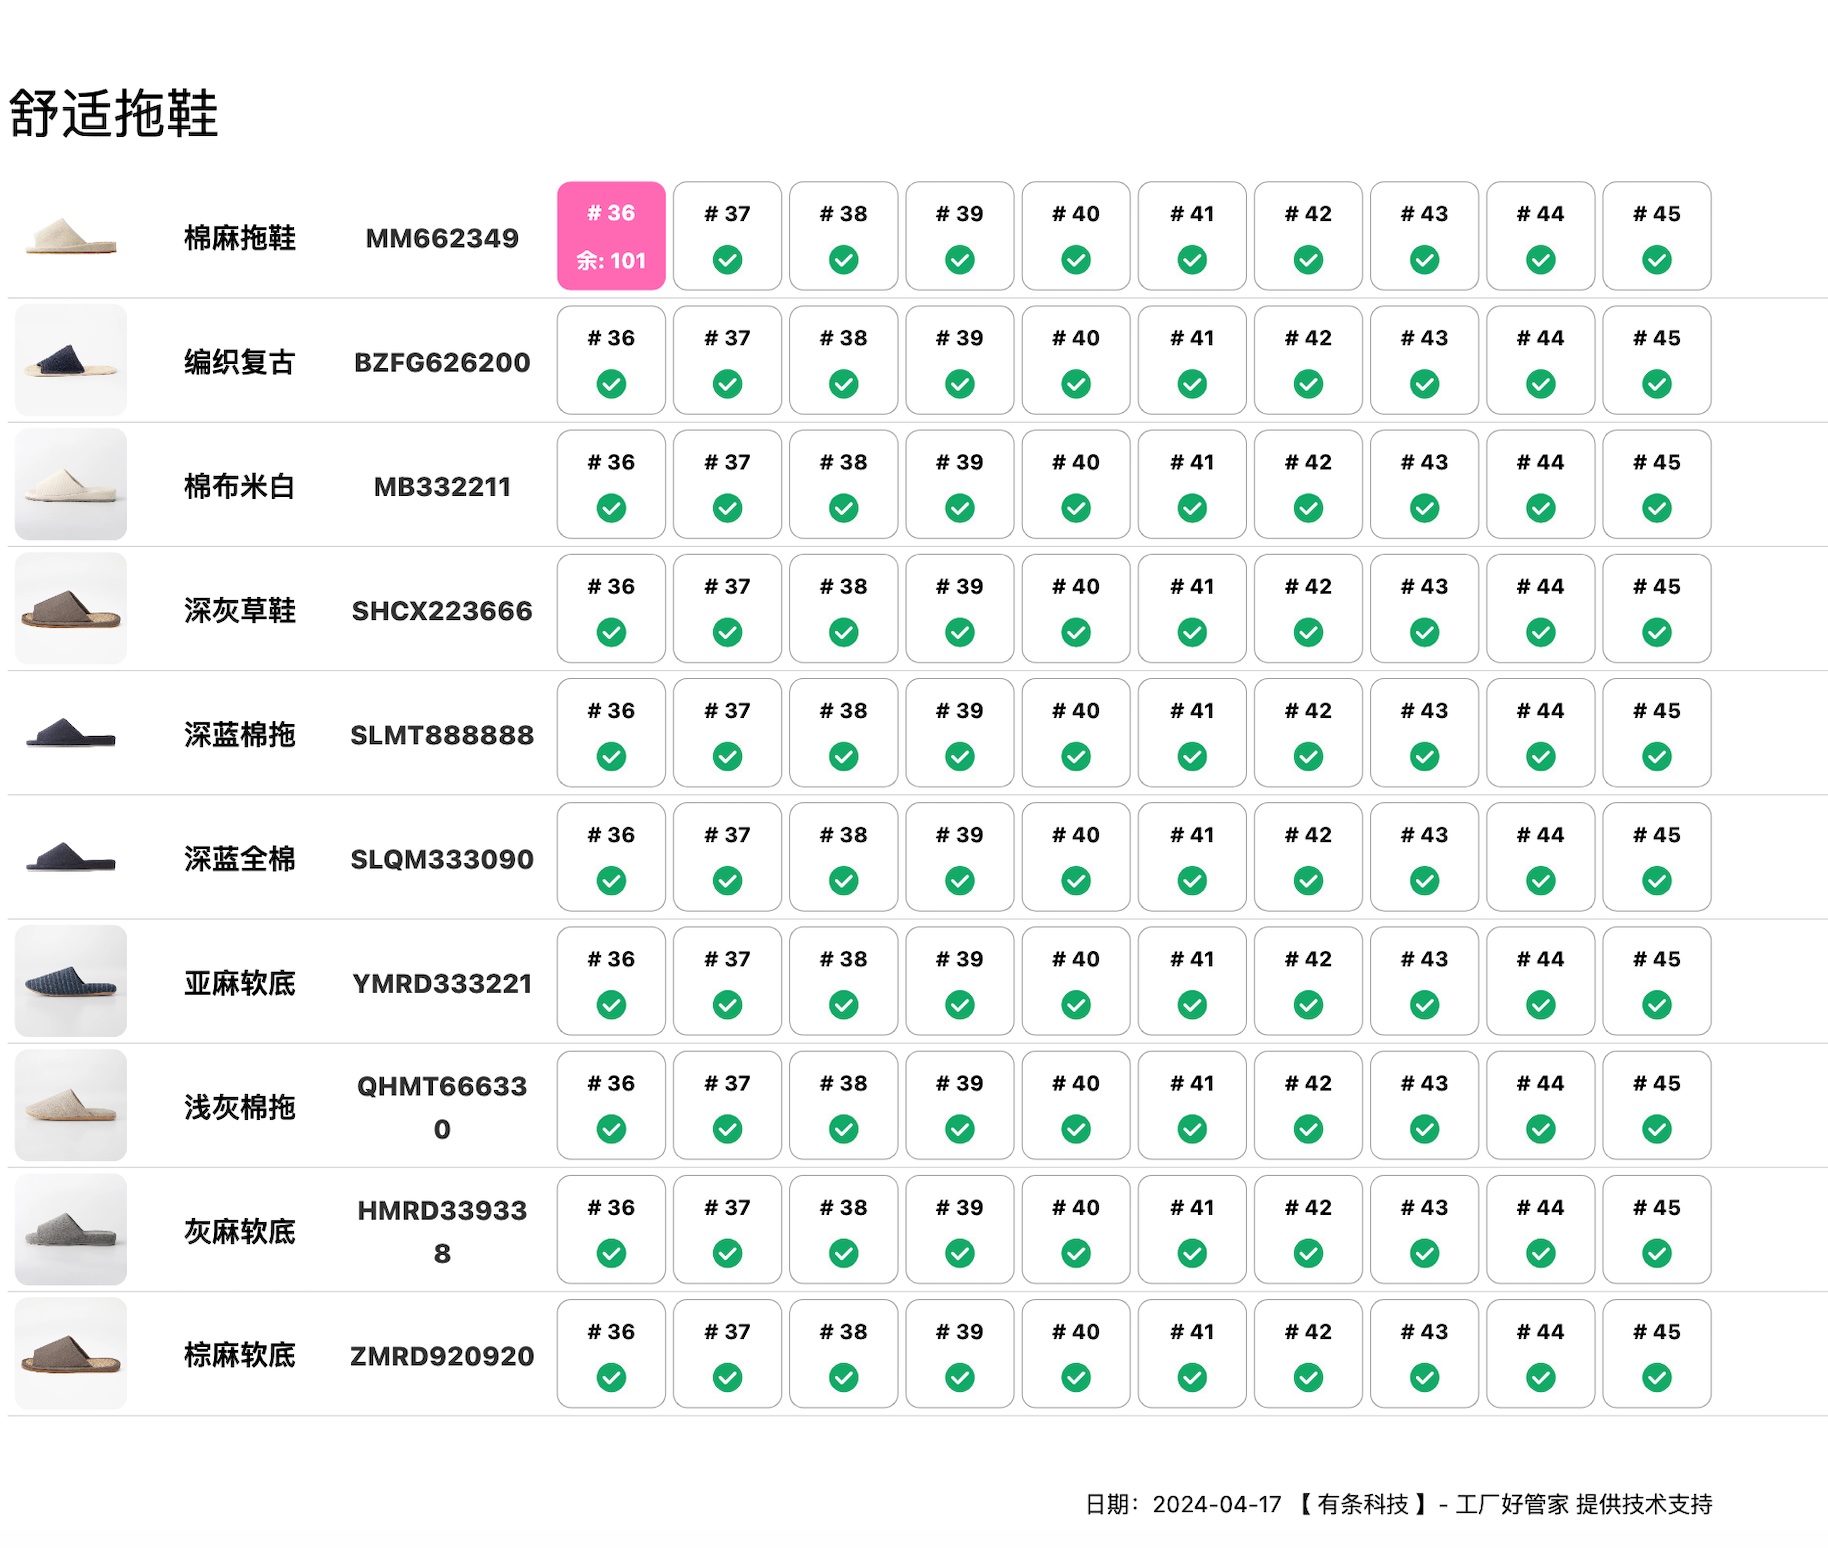 舒适拖鞋
棉麻拖鞋 MM662349 # 36 # 37 # 38 # 39 # 40 # 41 # 42 # 43 # 44 # 45
余: 101
编织复古 BZFG626200 # 36 # 37 # 38 # 39 # 40 # 41 # 42 # 43 # 44 # 45
棉布米白 MB332211 # 36 # 37 # 38 # 39 # 40 # 41 # 42 # 43 # 44 # 45
深灰草鞋 SHCX223666 # 36 # 37 # 38 # 39 # 40 # 41 # 42 # 43 # 44 # 45
深蓝棉拖 SLMT888888 # 36 # 37 # 38 # 39 # 40 # 41 # 42 # 43 # 44 # 45
深蓝全棉 SLQM333090 # 36 # 37 # 38 # 39 # 40 # 41 # 42 # 43 # 44 # 45
亚麻软底 YMRD333221 # 36 # 37 # 38 # 39 # 40 # 41 # 42 # 43 # 44 # 45
浅灰棉拖 QHMT66633 # 36 # 37 # 38 # 39 # 40 # 41 # 42 # 43 # 44 # 45
0
灰麻软底 HMRD33933 # 36 # 37 # 38 # 39 # 40 # 41 # 42 # 43 # 44 # 45
8
棕麻软底 ZMRD920920 # 36 # 37 # 38 # 39 # 40 # 41 # 42 # 43 # 44 # 45
日期：2024-04-17 【 有条科技 】- 工厂好管家 提供技术支持